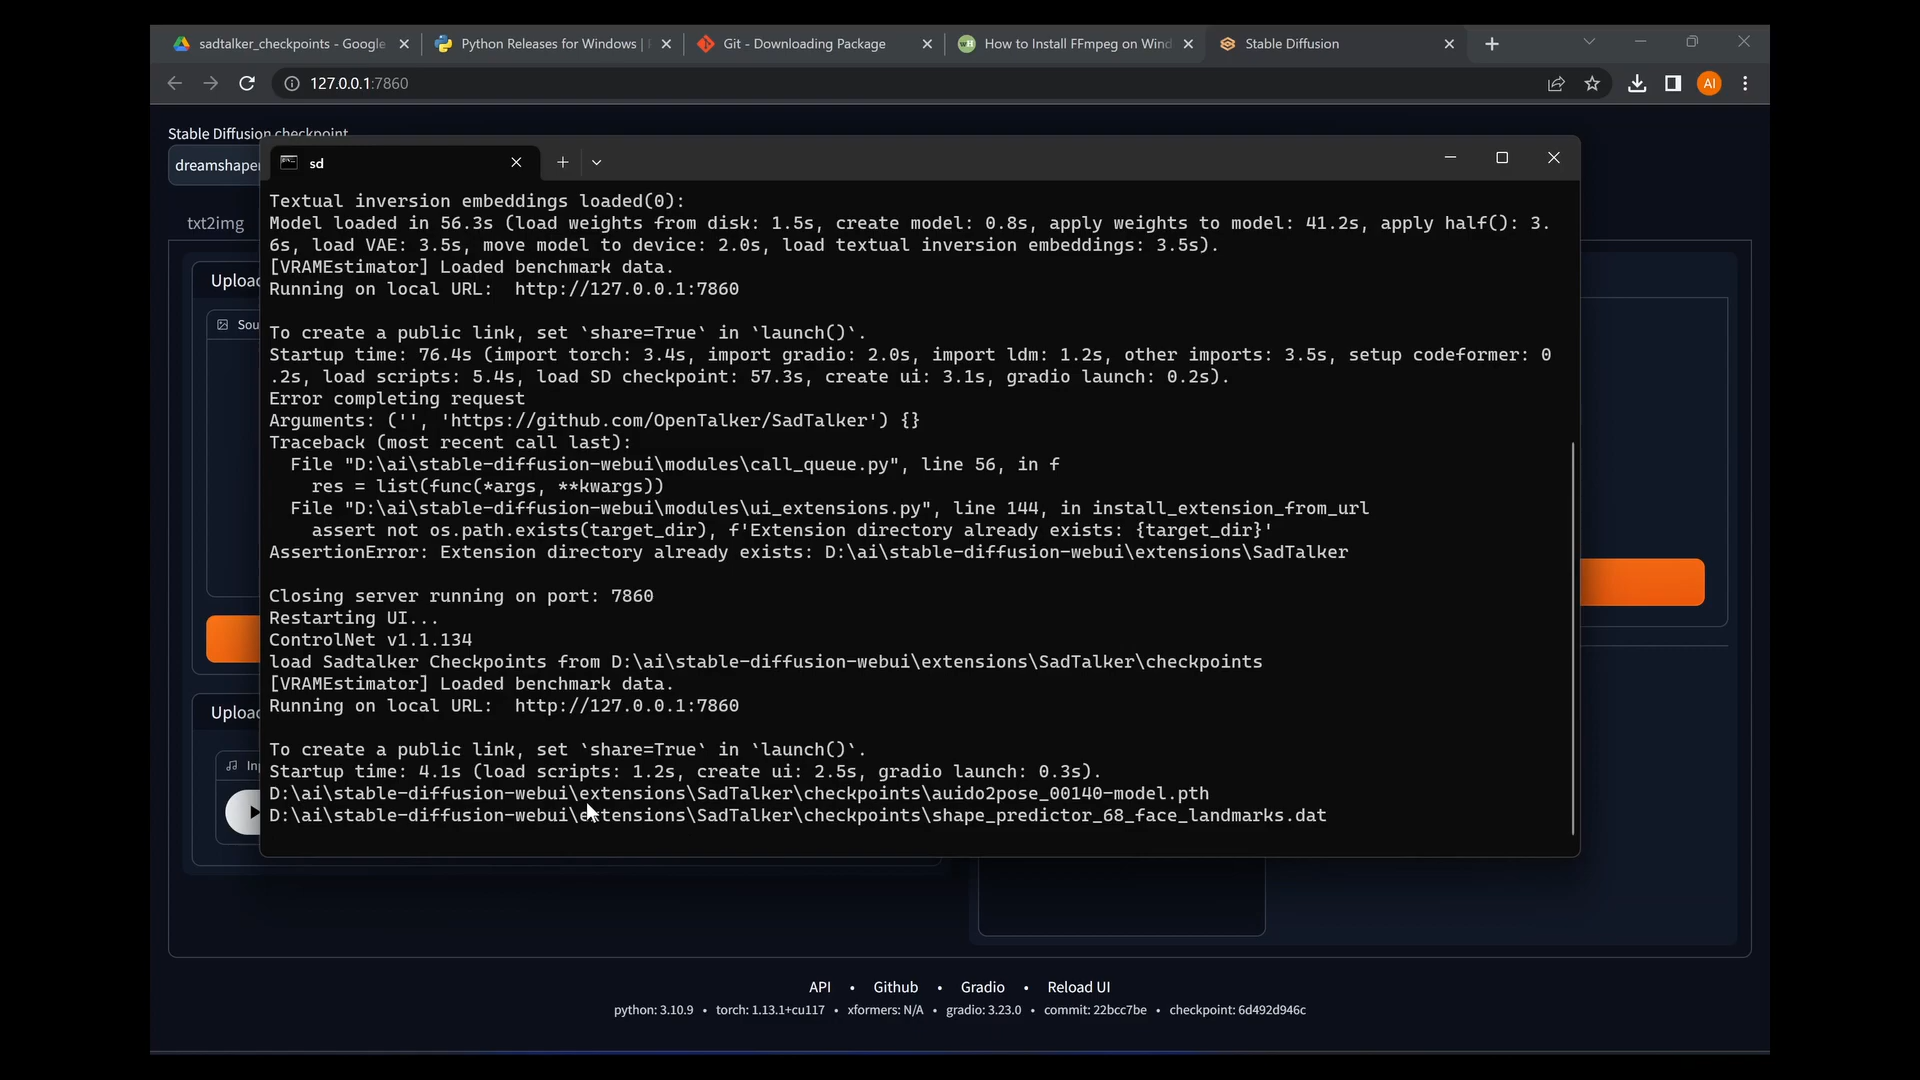 sadtalker_checkpoints - Google
Python Releases for Windows |
Git - Downloading Package
How to Install FFmpeg on Wind
Stable Diffusion
127.0.0.1:7860
AI
Stable Diffusion checkpoint
dreamshaper
sd
txt2img
Textual inversion embeddings loaded(0):
Model loaded in 56.3s (load weights from disk: 1.5s, create model: 0.8s, apply weights to model: 41.2s, apply half(): 3.
6s, load VAE: 3.5s, move model to device: 2.0s, load textual inversion embeddings: 3.5s).
[VRAMEstimator] Loaded benchmark data.
Running on local URL:  http://127.0.0.1:7860
To create a public link, set `share=True` in `launch()`.
Startup time: 76.4s (import torch: 3.4s, import gradio: 2.0s, import ldm: 1.2s, other imports: 3.5s, setup codeformer: 0
.2s, load scripts: 5.4s, load SD checkpoint: 57.3s, create ui: 3.1s, gradio launch: 0.2s).
Error completing request
Arguments: ('', 'https://github.com/OpenTalker/SadTalker') {}
Traceback (most recent call last):
  File "D:\ai\stable-diffusion-webui\modules\call_queue.py", line 56, in f
    res = list(func(*args, **kwargs))
  File "D:\ai\stable-diffusion-webui\modules\ui_extensions.py", line 144, in install_extension_from_url
    assert not os.path.exists(target_dir), f'Extension directory already exists: {target_dir}'
AssertionError: Extension directory already exists: D:\ai\stable-diffusion-webui\extensions\SadTalker
Closing server running on port: 7860
Restarting UI...
ControlNet v1.1.134
load Sadtalker Checkpoints from D:\ai\stable-diffusion-webui\extensions\SadTalker\checkpoints
[VRAMEstimator] Loaded benchmark data.
Running on local URL:  http://127.0.0.1:7860
To create a public link, set `share=True` in `launch()`.
Startup time: 4.1s (load scripts: 1.2s, create ui: 2.5s, gradio launch: 0.3s).
D:\ai\stable-diffusion-webui\extensions\SadTalker\checkpoints\auido2pose_00140-model.pth
D:\ai\stable-diffusion-webui\extensions\SadTalker\checkpoints\shape_predictor_68_face_landmarks.dat
Upload
Sou
Upload
Inp
API • Github • Gradio • Reload UI
python: 3.10.9 • torch: 1.13.1+cu117 • xformers: N/A • gradio: 3.23.0 • commit: 22bcc7be • checkpoint: 6d492d946c